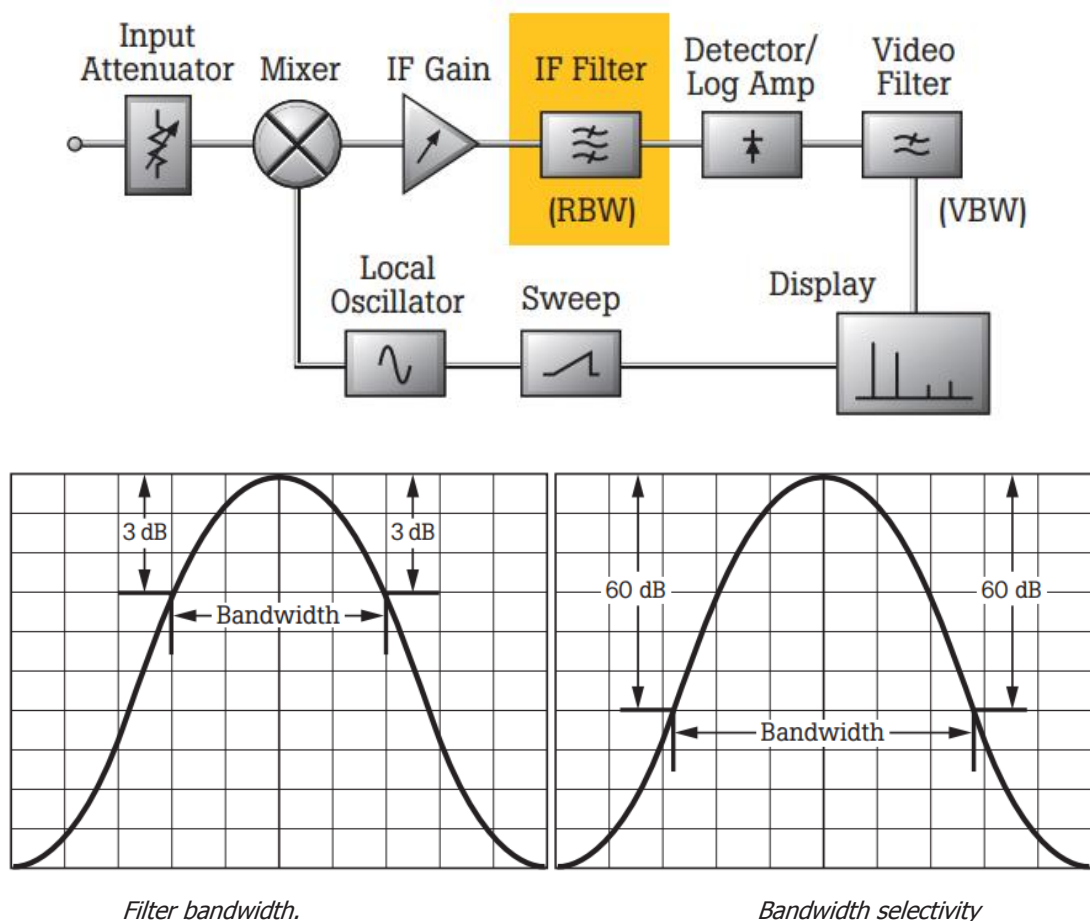 Input
Attenuator
Mixer
IF Gain
IF Filter
Detector/
Log Amp
Video
Filter
(RBW)
(VBW)
Local
Oscillator
Sweep
Display
3 dB
3 dB
Bandwidth
60 dB
60 dB
Bandwidth
Filter bandwidth.
Bandwidth selectivity